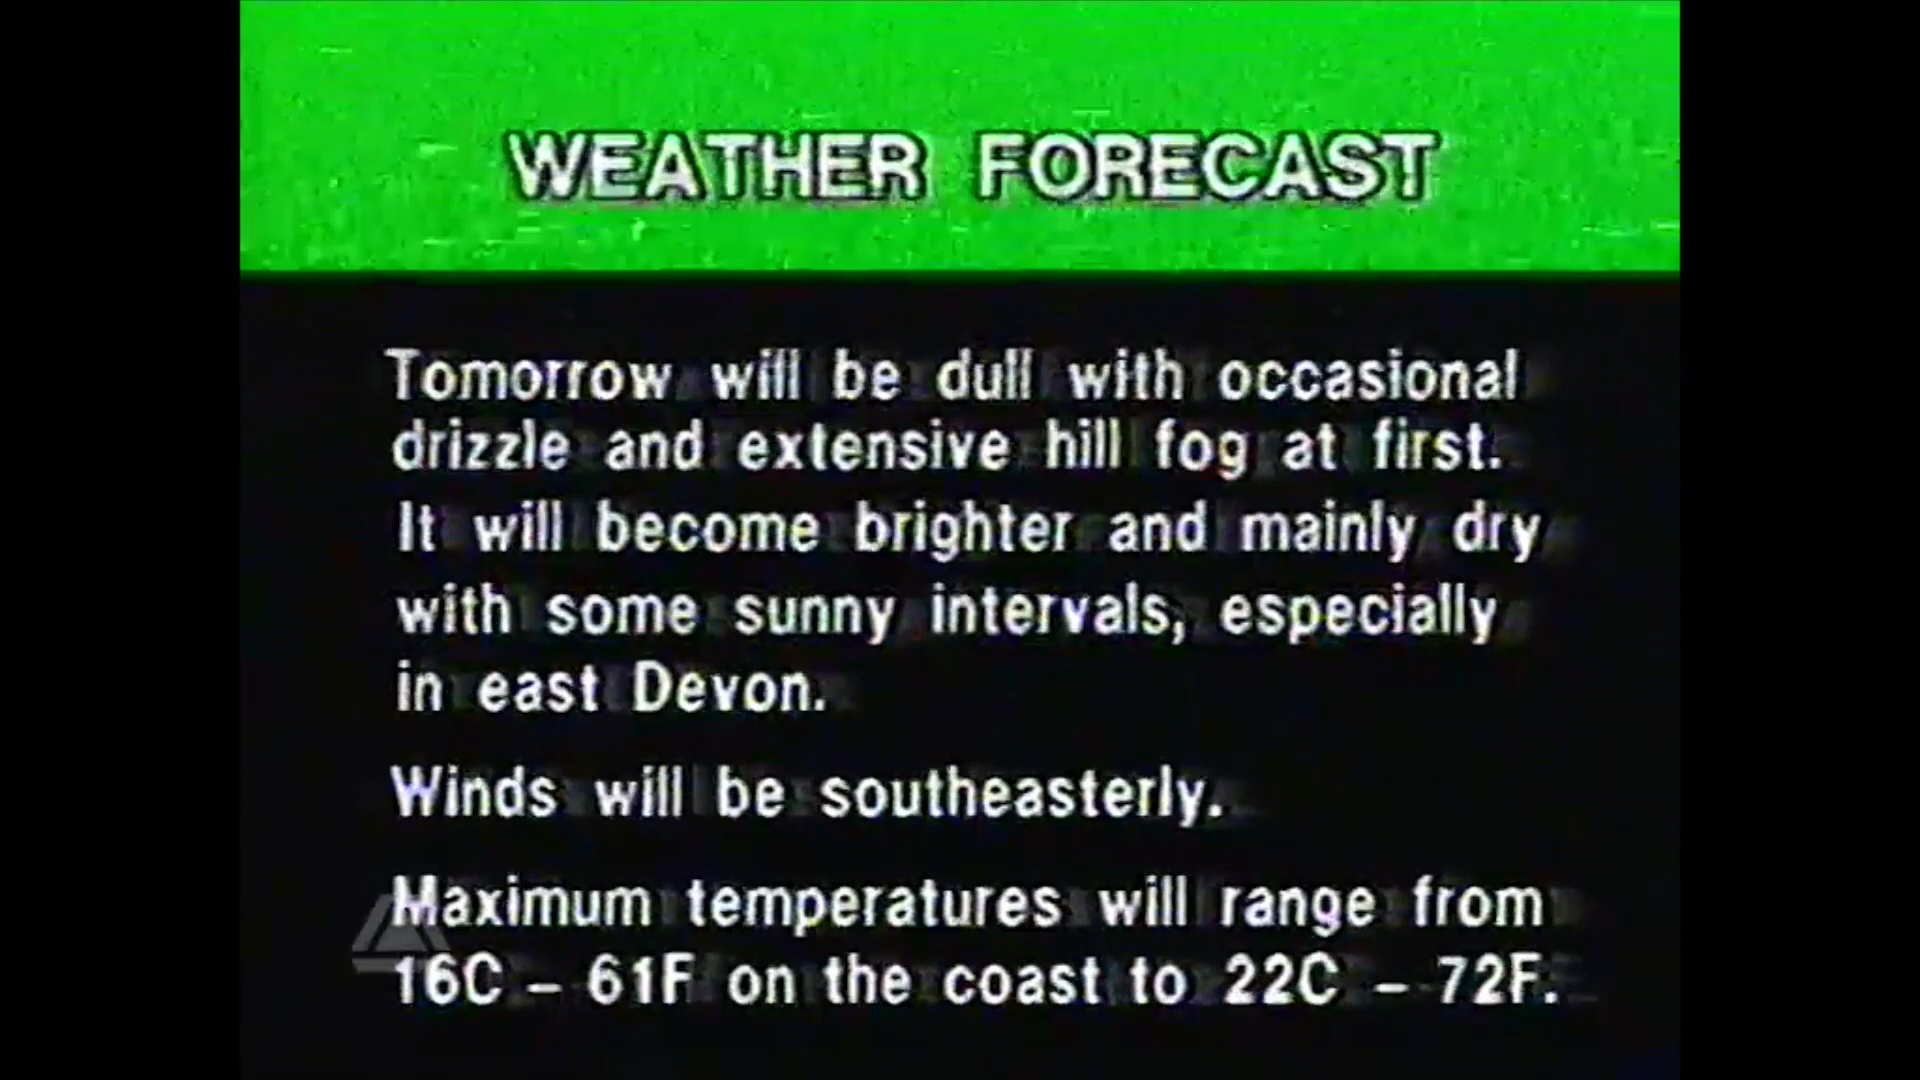 WEATHER FORECAST
Tomorrow will be dull with occasional
drizzle and extensive hill fog at first.
It will become brighter and mainly dry
with some sunny intervals, especially
in east Devon.
Winds will be southeasterly.
Maximum temperatures will range from
16C – 61F on the coast to 22C – 72F.